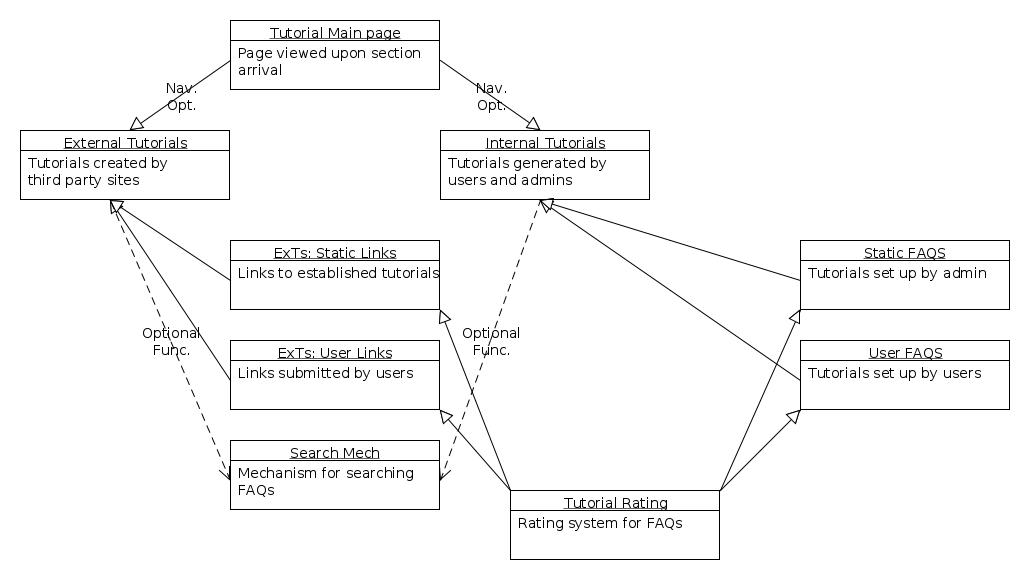 Tutorial Main page
Page viewed upon section
arrival
Nav.
Opt.
Nav.
Opt.
External Tutorials
Tutorials created by
third party sites
Internal Tutorials
Tutorials generated by
users and admins
ExTs: Static Links
Links to established tutorials
Static FAQS
Tutorials set up by admin
Optional
Func.
Optional
Func.
ExTs: User Links
Links submitted by users
User FAQS
Tutorials set up by users
Search Mech
Mechanism for searching
FAQs
Tutorial Rating
Rating system for FAQs